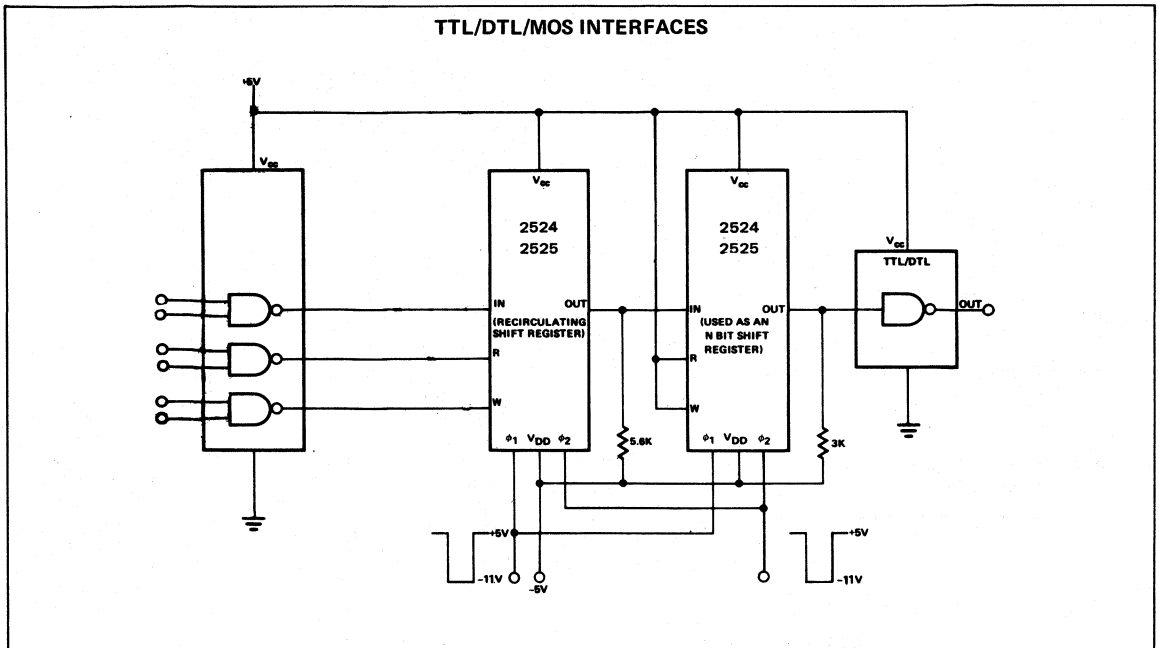 TTL/DTL/MOS INTERFACES
+5V
Vcc
Vcc
Vcc
2524
2525
2524
2525
Vcc
TTL/DTL
IN
OUT
IN
OUT
OUT
(RECIRCULATING
SHIFT REGISTER)
(USED AS AN
N BIT SHIFT
REGISTER)
R
R
W
W
ϕ1 VDD ϕ2
5.6K
ϕ1 VDD ϕ2
3K
+5V
-11V
-5V
+5V
-11V